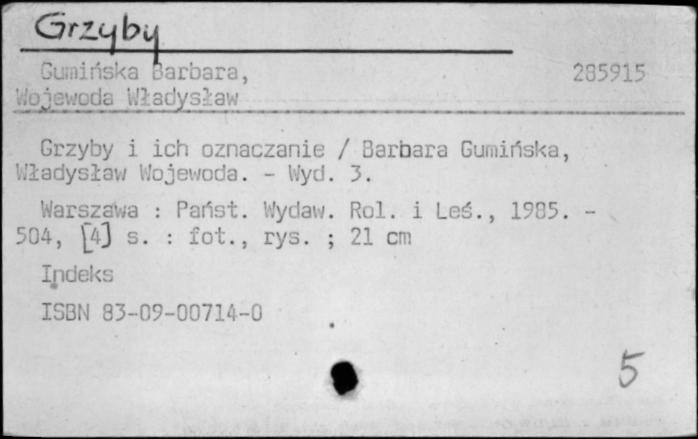 Grzyby
Gumińska Barbara, 285915
Wojewoda Władysław
Grzyby i ich oznaczanie / Barbara Gumińska,
Władysław Wojewoda. - Wyd. 3.
Warszawa : Państ. Wydaw. Rol. i Leś., 1985. -
504, [4] s. : fot., rys. ; 21 cm
Indeks
ISBN 83-09-00714-0
5